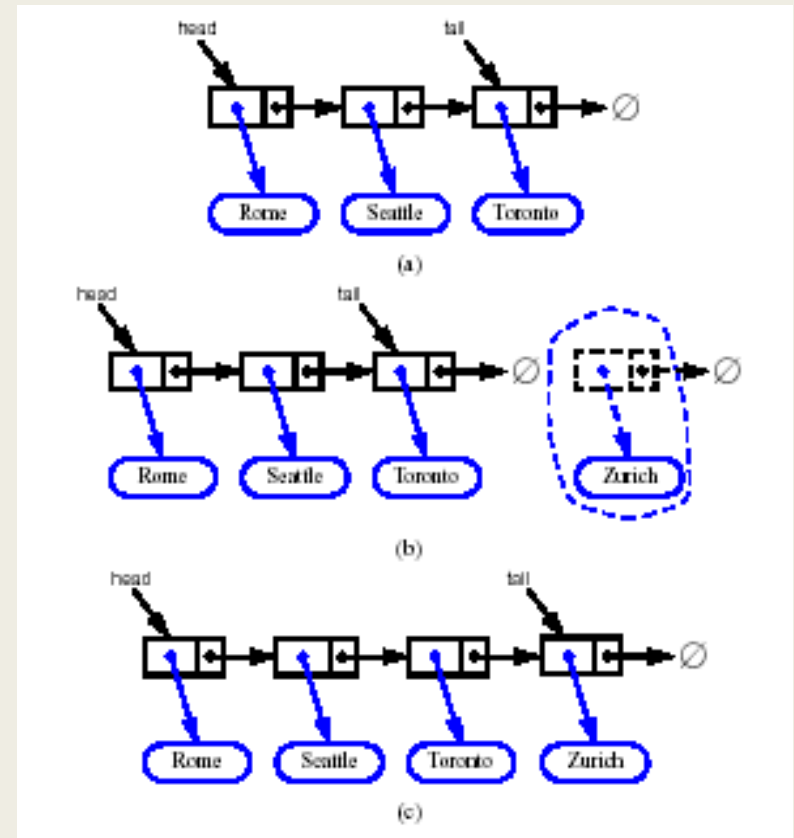 head tail
∅
Rome Seattle Toronto
(a)
head tail
∅ ∅
Rome Seattle Toronto Zurich
(b)
head tail
∅
Rome Seattle Toronto Zurich
(c)